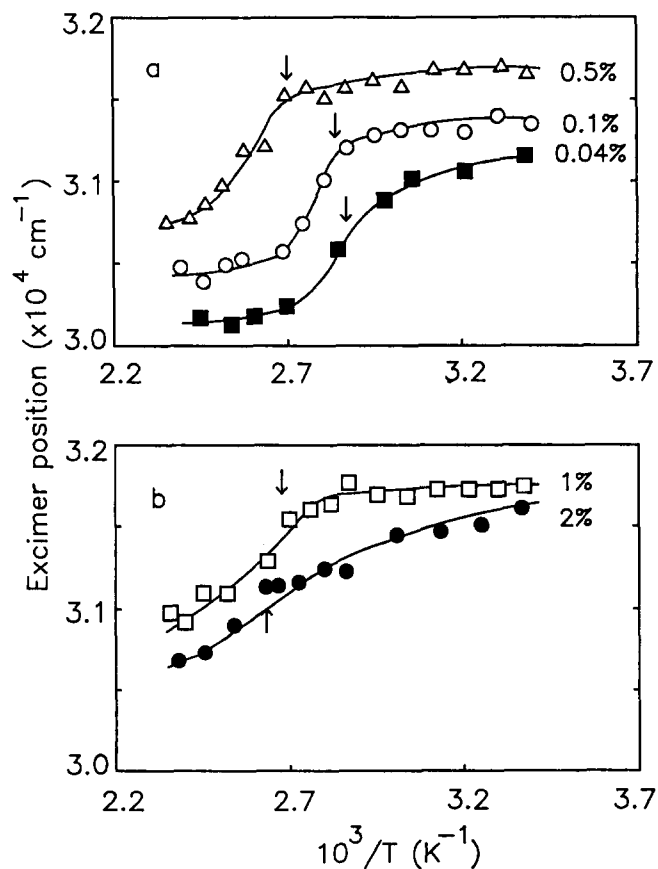 3.2
a
0.5%
0.1%
3.1
0.04%
3.0
2.2 2.7 3.2 3.7
Excimer position (x10⁴ cm⁻¹)
3.2
b
1%
2%
3.1
3.0
2.2 2.7 3.2 3.7
10³/T (K⁻¹)